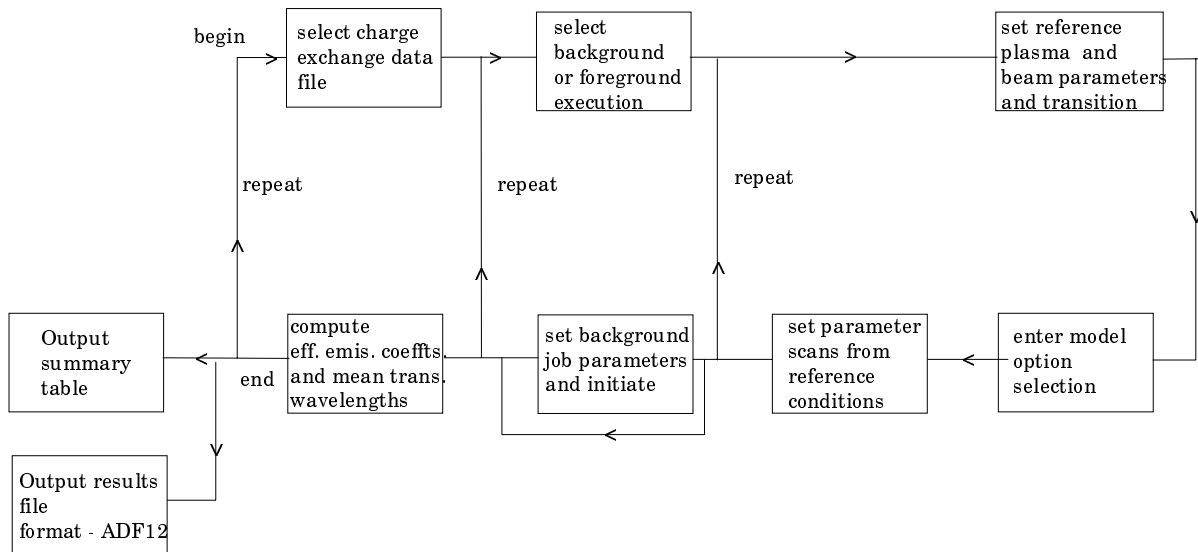 begin
select charge
exchange data
file
select
background
or foreground
execution
set reference
plasma and
beam parameters
and transition
repeat
repeat
repeat
Output
summary
table
end
compute
eff. emis. coeffts.
and mean trans.
wavelengths
set background
job parameters
and initiate
set parameter
scans from
reference
conditions
enter model
option
selection
Output results
file
format - ADF12